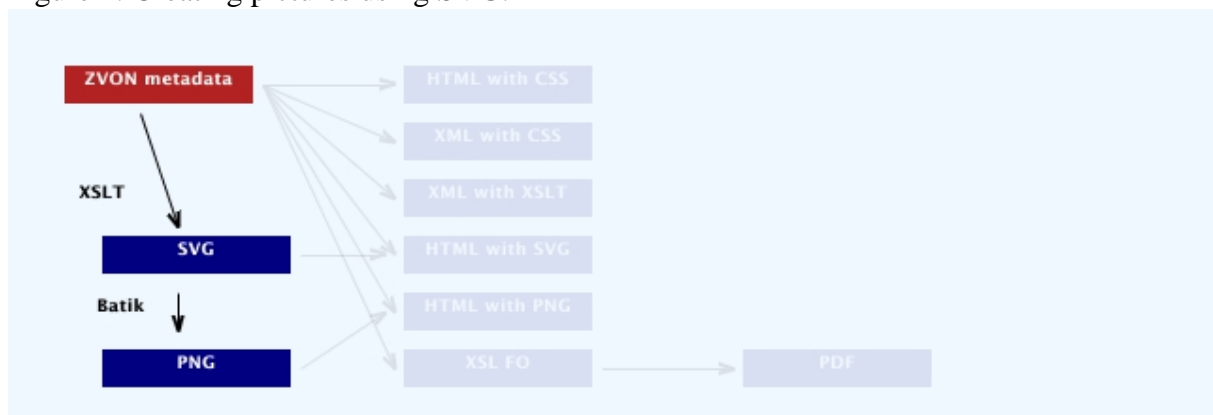 ZVON metadata
HTML with CSS
XML with CSS
XSLT
XML with XSLT
SVG
HTML with SVG
Batik
HTML with PNG
PNG
XSL FO
PDF